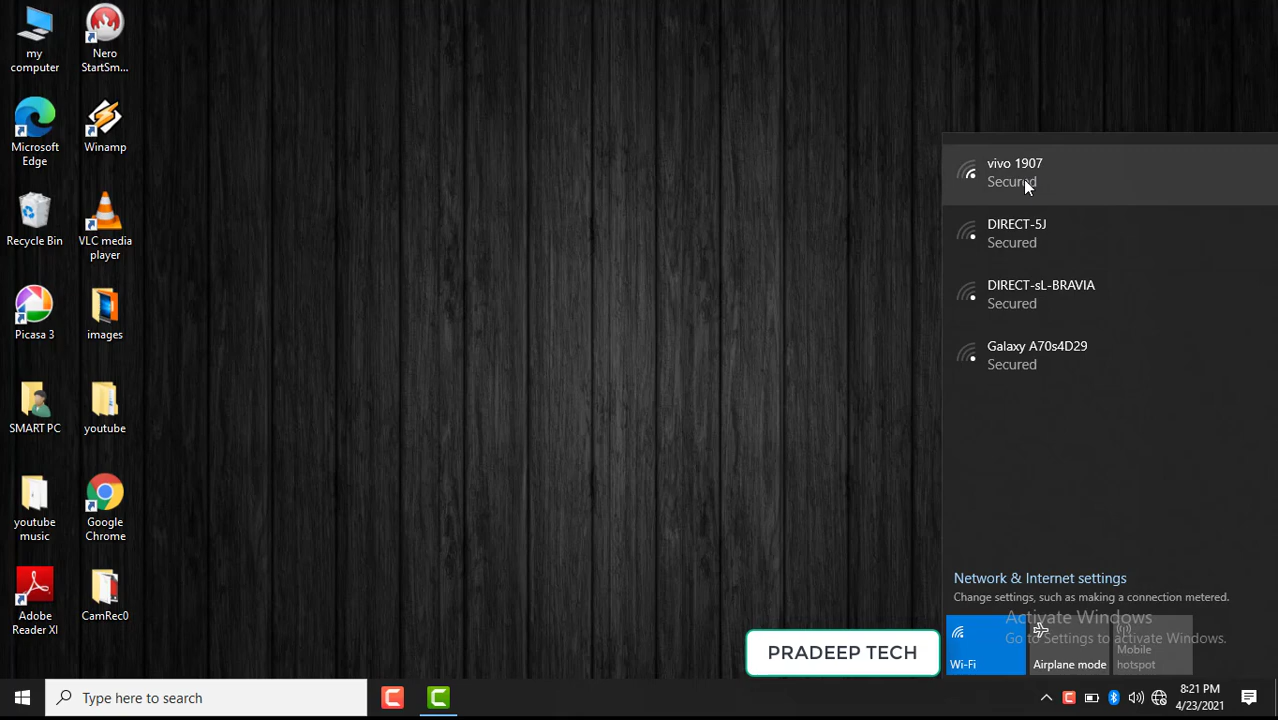 my
computer
Nero
StartSm...
Microsoft
Edge
Winamp
Recycle Bin
VLC media
player
Picasa 3
images
SMART PC
youtube
youtube
music
Google
Chrome
Adobe
Reader XI
CamRec0
vivo 1907
Secured
DIRECT-5J
Secured
DIRECT-sL-BRAVIA
Secured
Galaxy A70s4D29
Secured
Network & Internet settings
Change settings, such as making a connection metered.
Activate Windows
Go to Settings to activate Windows.
Wi-Fi
Airplane mode
Mobile
hotspot
PRADEEP TECH
Type here to search
8:21 PM
4/23/2021